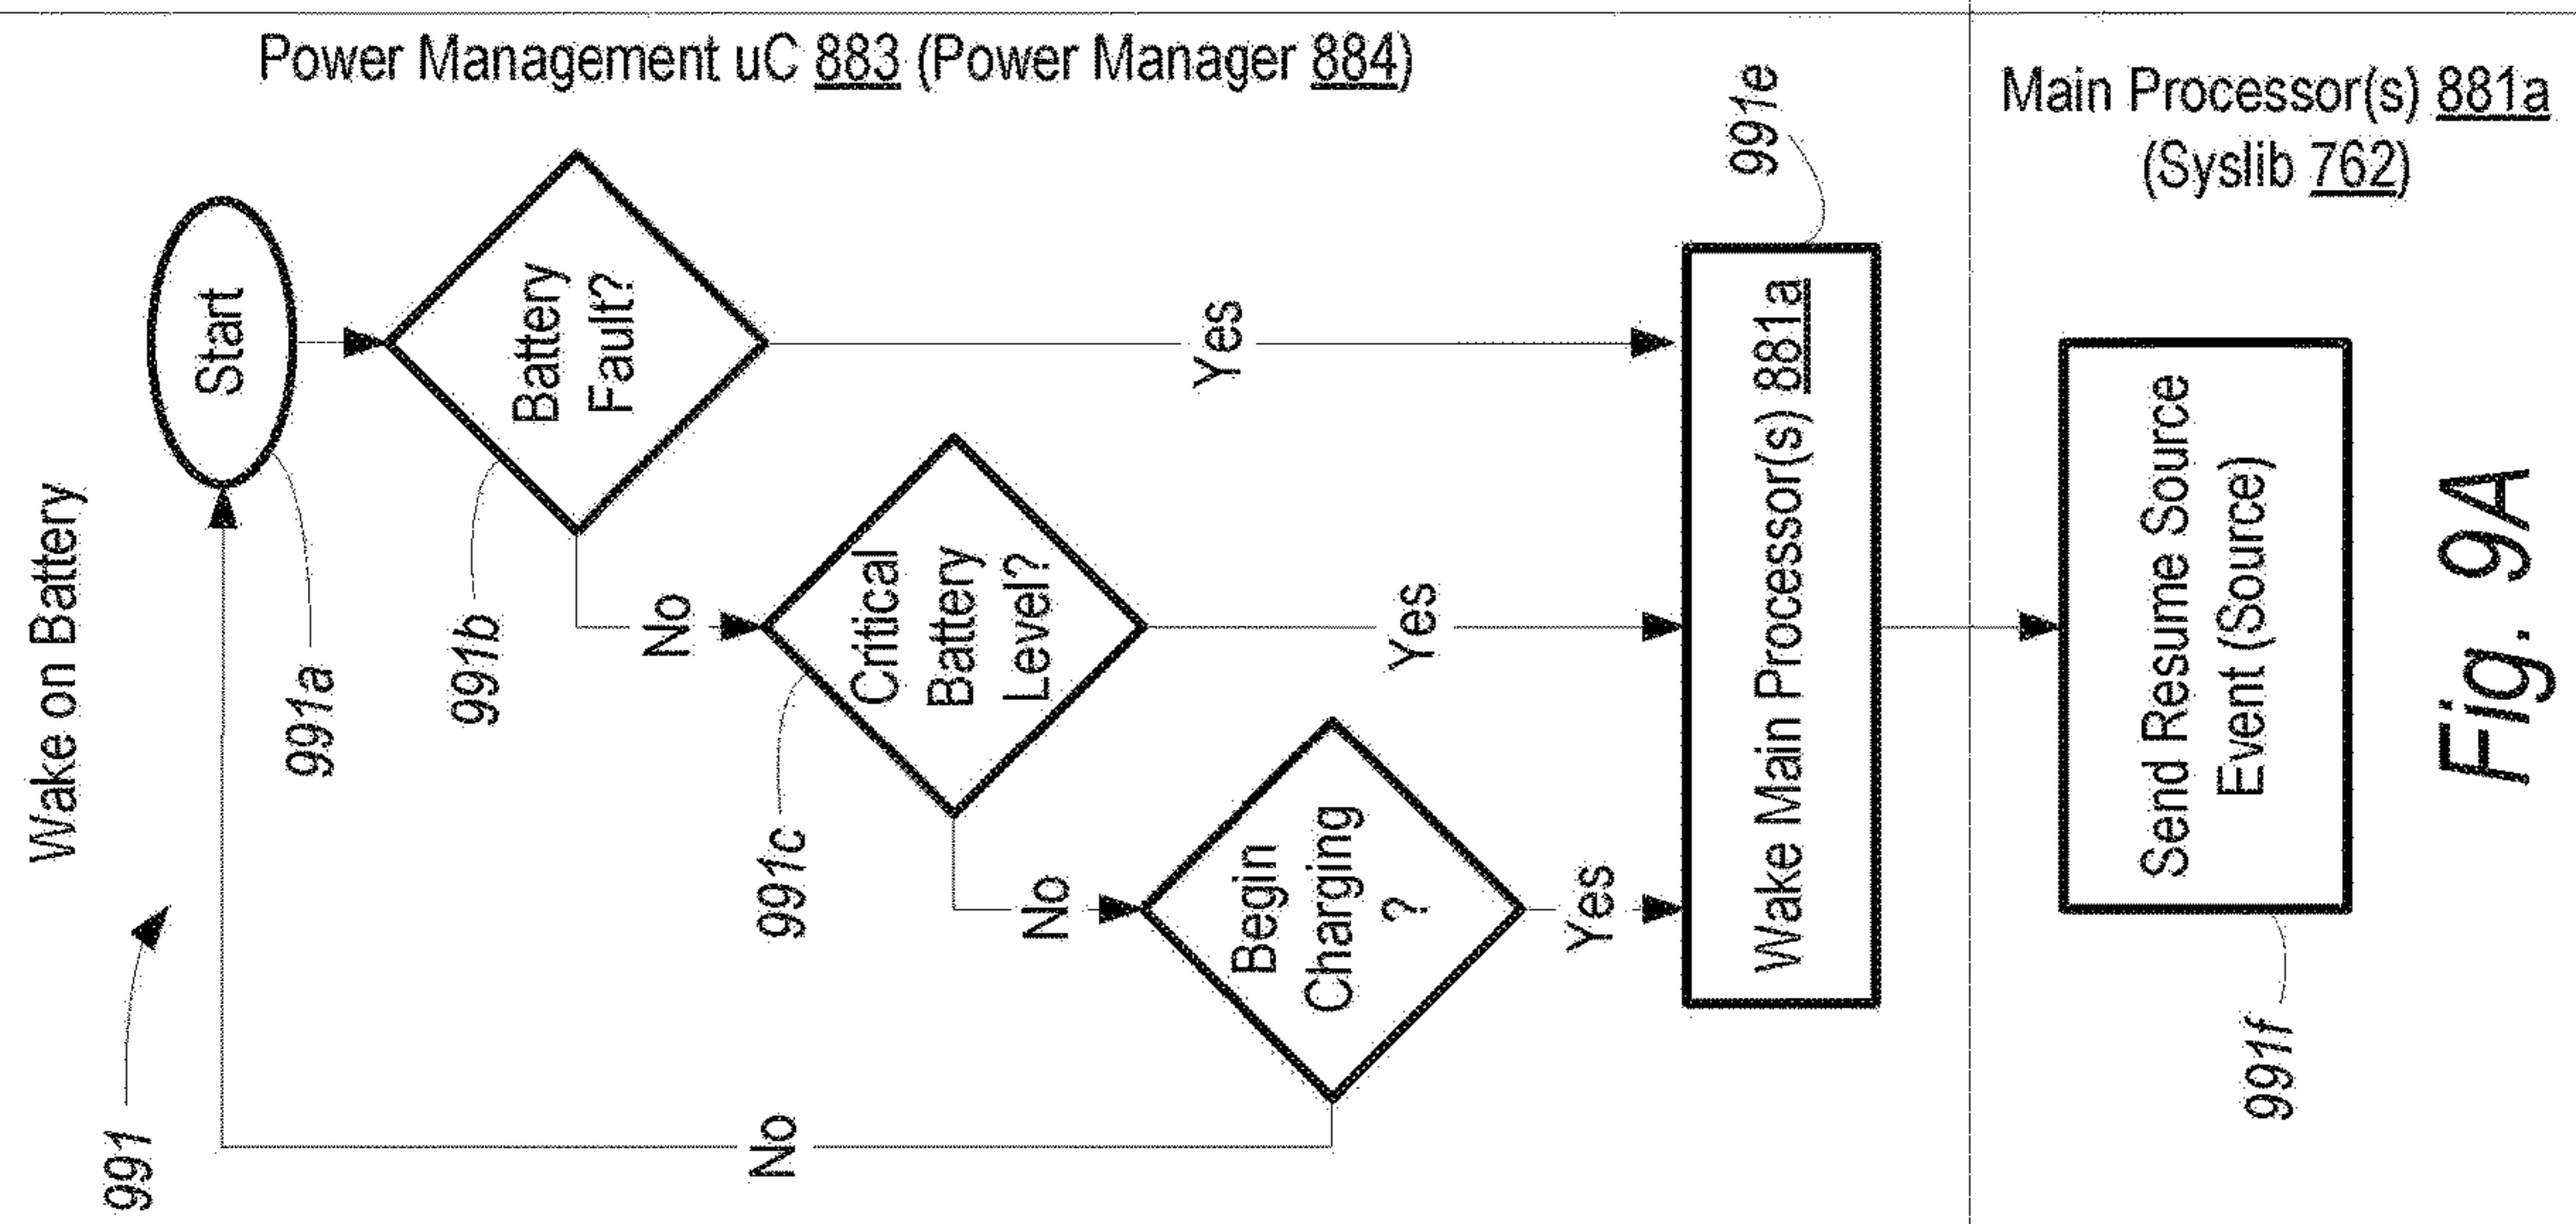 Wake on Battery
991
Power Management uC 883 (Power Manager 884)
Start
991a
Battery
Fault?
991b
No
Yes
Critical
Battery
Level?
991c
No
Yes
Begin
Charging
?
No
Yes
Wake Main Processor(s) 881a
991e
Main Processor(s) 881a
(Syslib 762)
Send Resume Source
Event (Source)
991f
Fig. 9A